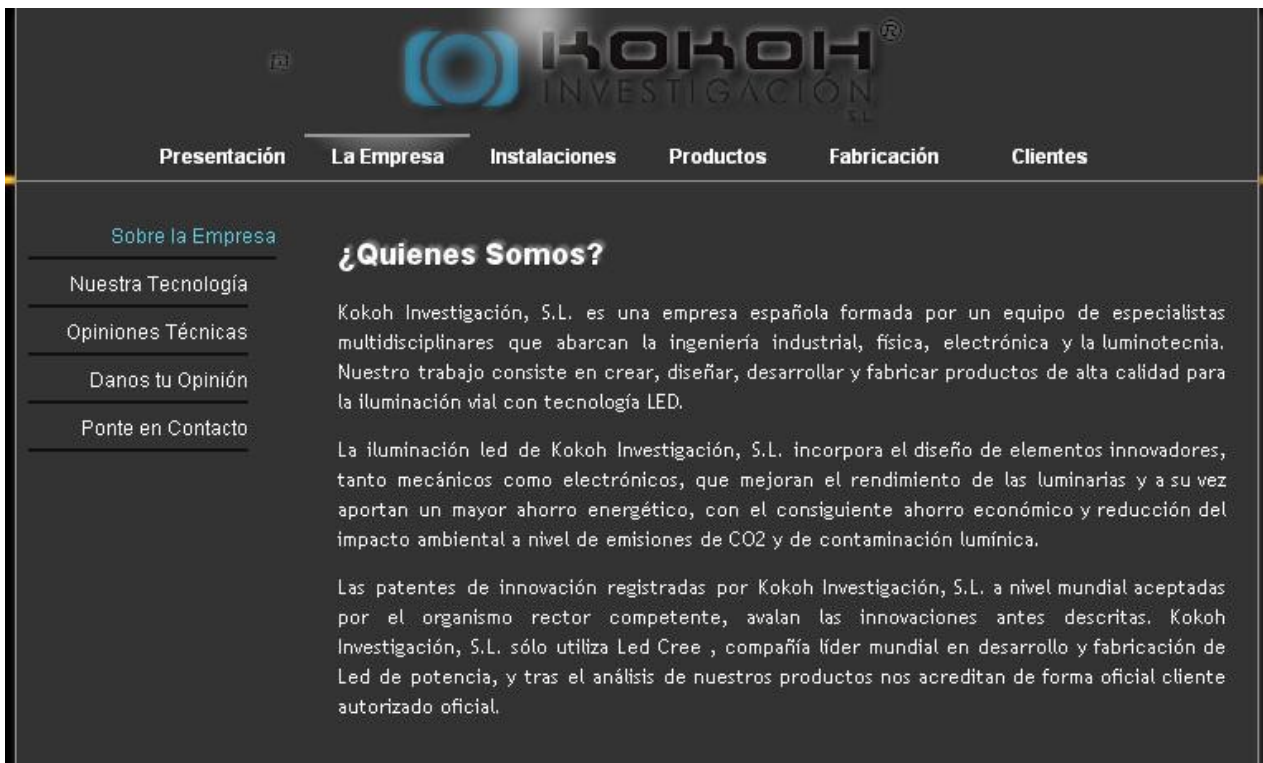 KOKOH®
INVESTIGACIÓN
S.L.
Presentación La Empresa Instalaciones Productos Fabricación Clientes
Sobre la Empresa
Nuestra Tecnología
Opiniones Técnicas
Danos tu Opinión
Ponte en Contacto
¿Quienes Somos?
Kokoh Investigación, S.L. es una empresa española formada por un equipo de especialistas
multidisciplinares que abarcan la ingeniería industrial, física, electrónica y la luminotecnia.
Nuestro trabajo consiste en crear, diseñar, desarrollar y fabricar productos de alta calidad para
la iluminación vial con tecnología LED.
La iluminación led de Kokoh Investigación, S.L. incorpora el diseño de elementos innovadores,
tanto mecánicos como electrónicos, que mejoran el rendimiento de las luminarias y a su vez
aportan un mayor ahorro energético, con el consiguiente ahorro económico y reducción del
impacto ambiental a nivel de emisiones de CO2 y de contaminación lumínica.
Las patentes de innovación registradas por Kokoh Investigación, S.L. a nivel mundial aceptadas
por el organismo rector competente, avalan las innovaciones antes descritas. Kokoh
Investigación, S.L. sólo utiliza Led Cree , compañía líder mundial en desarrollo y fabricación de
Led de potencia, y tras el análisis de nuestros productos nos acreditan de forma oficial cliente
autorizado oficial.